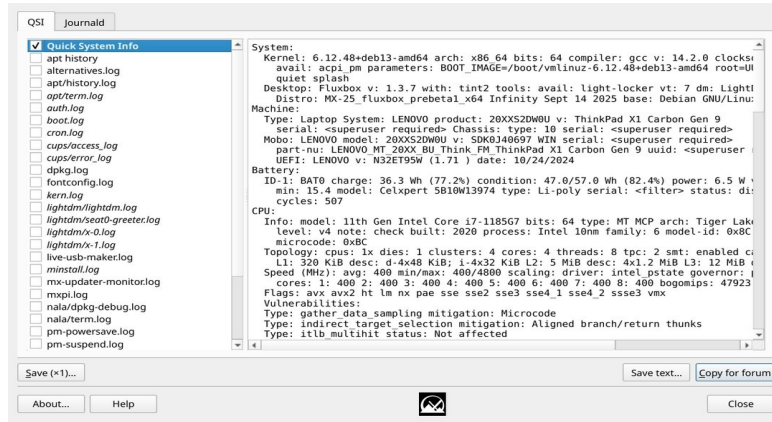 QSI Journald
Quick System Info
apt history
alternatives.log
apt/history.log
apt/term.log
auth.log
boot.log
cron.log
cups/access_log
cups/error_log
dpkg.log
fontconfig.log
kern.log
lightdm/lightdm.log
lightdm/seat0-greeter.log
lightdm/x-0.log
lightdm/x-1.log
live-usb-maker.log
minstall.log
mx-updater-monitor.log
mxpi.log
nala/dpkg-debug.log
nala/term.log
pm-powersave.log
pm-suspend.log
System:
Kernel: 6.12.48+deb13-amd64 arch: x86_64 bits: 64 compiler: gcc v: 14.2.0 clockso
avail: acpi_pm parameters: BOOT_IMAGE=/boot/vmlinuz-6.12.48+deb13-amd64 root=UU
quiet splash
Desktop: Fluxbox v: 1.3.7 with: tint2 tools: avail: light-locker vt: 7 dm: LightD
Distro: MX-25_fluxbox_prebeta1_x64 Infinity Sept 14 2025 base: Debian GNU/Linux
Machine:
Type: Laptop System: LENOVO product: 20XXS2DW0U v: ThinkPad X1 Carbon Gen 9
serial: <superuser required> Chassis: type: 10 serial: <superuser required>
Mobo: LENOVO model: 20XXS2DW0U v: SDK0J40697 WIN serial: <superuser required>
part-nu: LENOVO_MT_20XX_BU_Think_FM_ThinkPad X1 Carbon Gen 9 uuid: <superuser r
UEFI: LENOVO v: N32ET95W (1.71 ) date: 10/24/2024
Battery:
ID-1: BAT0 charge: 36.3 Wh (77.2%) condition: 47.0/57.0 Wh (82.4%) power: 6.5 W v
min: 15.4 model: Celxpert 5B10W13974 type: Li-poly serial: <filter> status: dis
cycles: 507
CPU:
Info: model: 11th Gen Intel Core i7-1185G7 bits: 64 type: MT MCP arch: Tiger Lake
level: v4 note: check built: 2020 process: Intel 10nm family: 6 model-id: 0x8C
microcode: 0xBC
Topology: cpus: 1x dies: 1 clusters: 4 cores: 4 threads: 8 tpc: 2 smt: enabled ca
L1: 320 KiB desc: d-4x48 KiB; i-4x32 KiB L2: 5 MiB desc: 4x1.2 MiB L3: 12 MiB d
Speed (MHz): avg: 400 min/max: 400/4800 scaling: driver: intel_pstate governor: p
cores: 1: 400 2: 400 3: 400 4: 400 5: 400 6: 400 7: 400 8: 400 bogomips: 47923
Flags: avx avx2 ht lm nx pae sse sse2 sse3 sse4_1 sse4_2 ssse3 vmx
Vulnerabilities:
Type: gather_data_sampling mitigation: Microcode
Type: indirect_target_selection mitigation: Aligned branch/return thunks
Type: itlb_multihit status: Not affected
Save (×1)... Save text... Copy for forum
About... Help Close